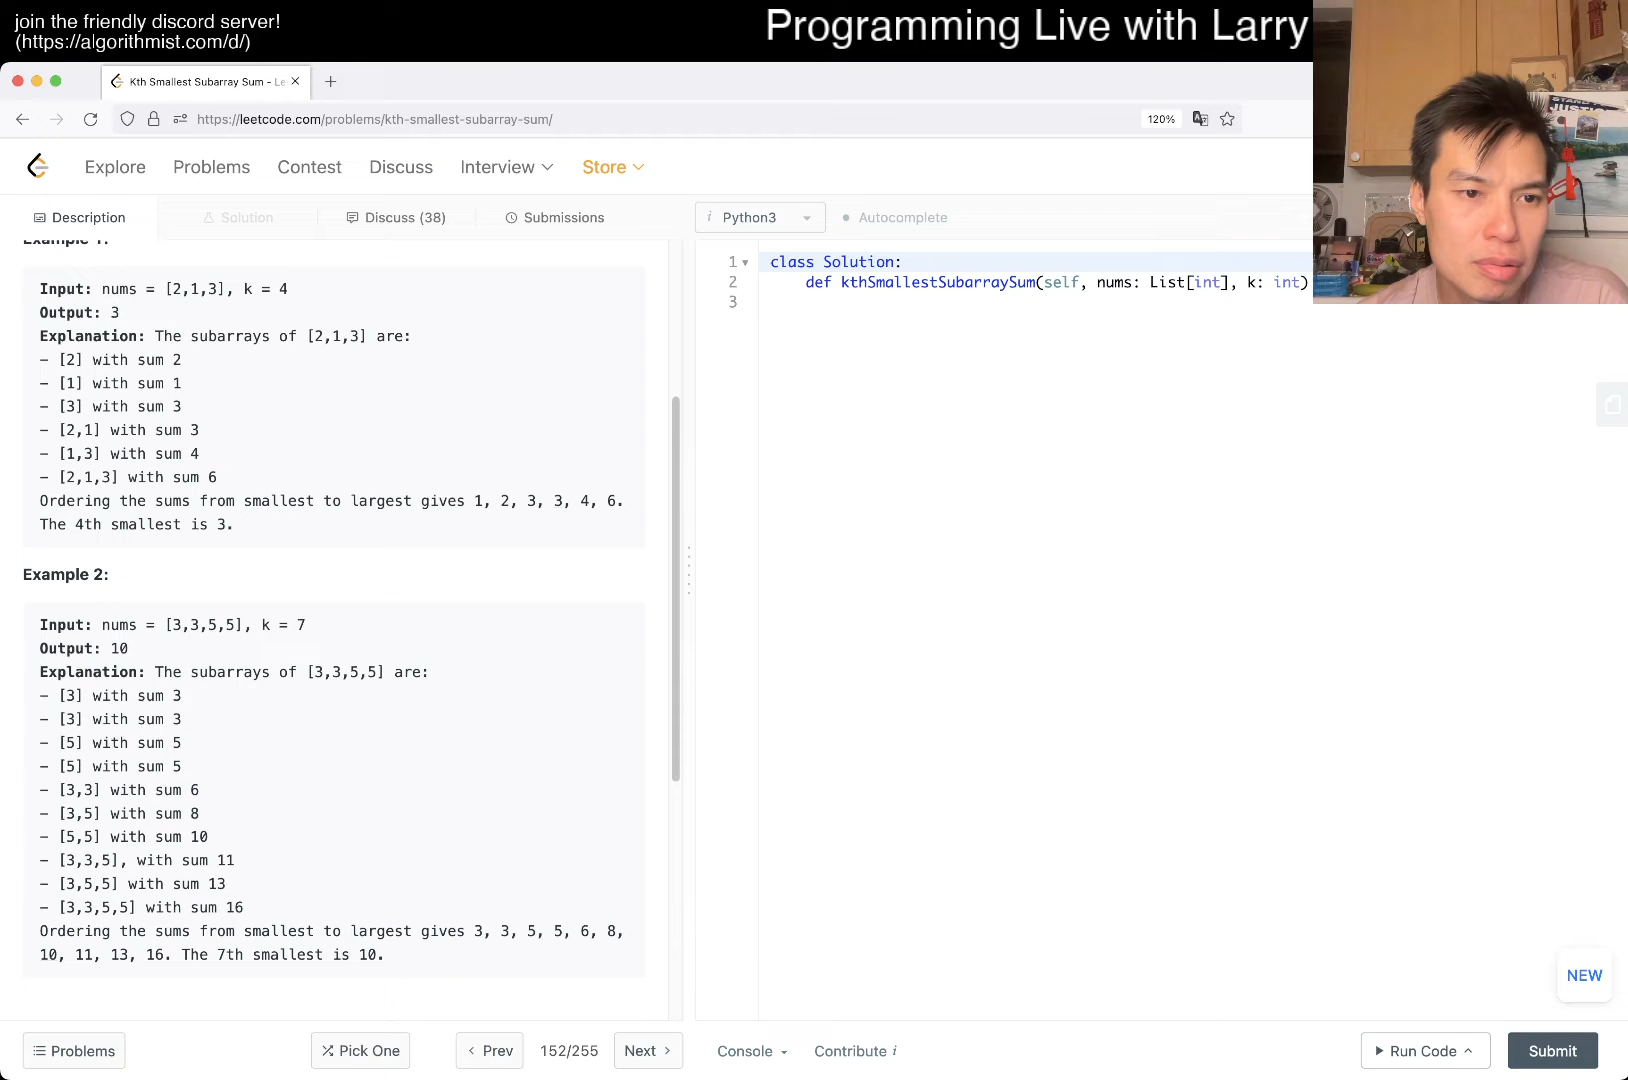 join the friendly discord server!
(https://algorithmist.com/d/)
Programming Live with Larry
Kth Smallest Subarray Sum - Le
https://leetcode.com/problems/kth-smallest-subarray-sum/
120%
Explore
Problems
Contest
Discuss
Interview
Store
Description
Solution
Discuss (38)
Submissions
i Python3
Autocomplete
Example 1:
Input: nums = [2,1,3], k = 4
Output: 3
Explanation: The subarrays of [2,1,3] are:
- [2] with sum 2
- [1] with sum 1
- [3] with sum 3
- [2,1] with sum 3
- [1,3] with sum 4
- [2,1,3] with sum 6
Ordering the sums from smallest to largest gives 1, 2, 3, 3, 4, 6.
The 4th smallest is 3.
Example 2:
Input: nums = [3,3,5,5], k = 7
Output: 10
Explanation: The subarrays of [3,3,5,5] are:
- [3] with sum 3
- [3] with sum 3
- [5] with sum 5
- [5] with sum 5
- [3,3] with sum 6
- [3,5] with sum 8
- [5,5] with sum 10
- [3,3,5], with sum 11
- [3,5,5] with sum 13
- [3,3,5,5] with sum 16
Ordering the sums from smallest to largest gives 3, 3, 5, 5, 6, 8,
10, 11, 13, 16. The 7th smallest is 10.
1 class Solution:
2 def kthSmallestSubarraySum(self, nums: List[int], k: int)
3
NEW
Problems
Pick One
Prev
152/255
Next
Console
Contribute i
Run Code
Submit